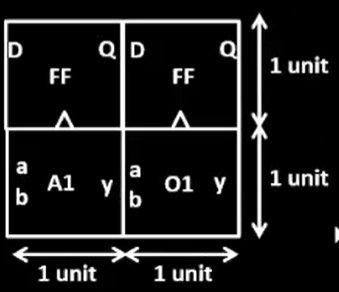 D Q D Q
FF FF
1 unit
a y a y
A1 O1
b b
1 unit
1 unit 1 unit